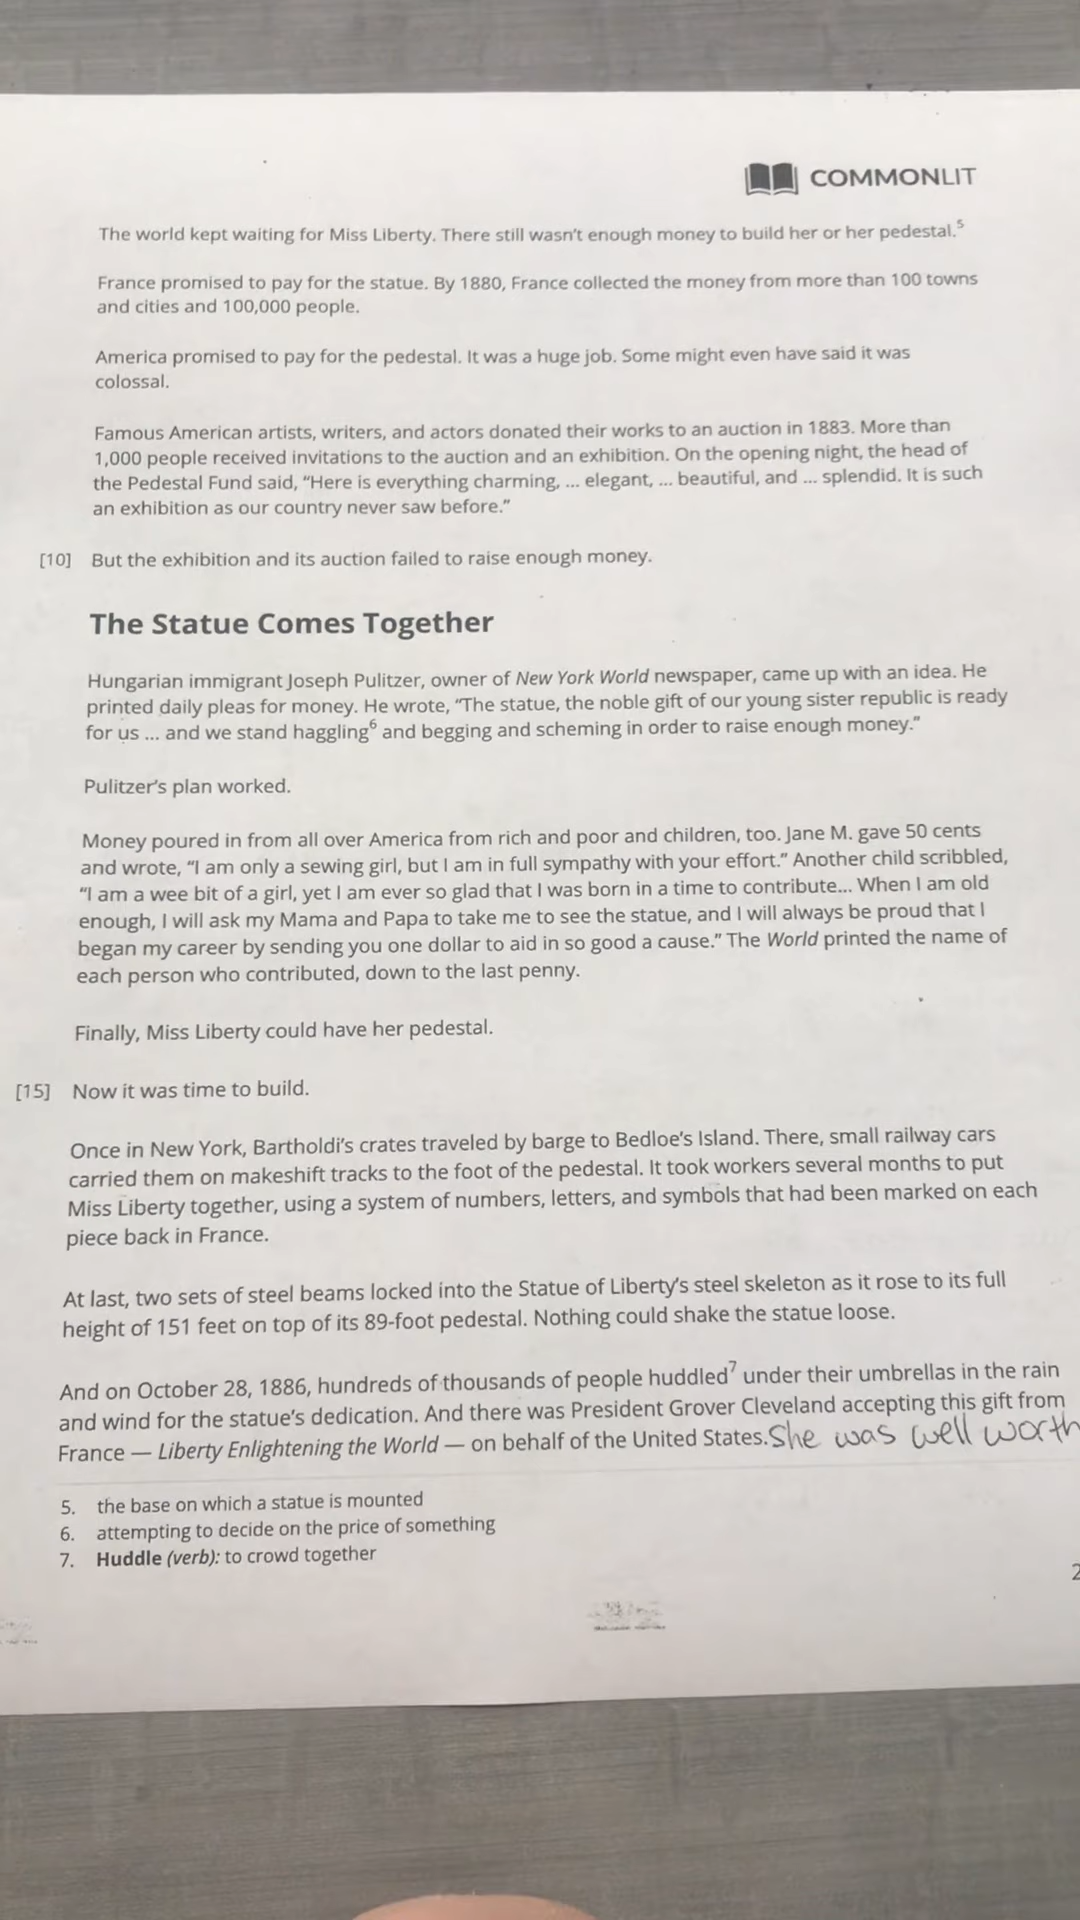 COMMONLIT
The world kept waiting for Miss Liberty. There still wasn't enough money to build her or her pedestal.⁵
France promised to pay for the statue. By 1880, France collected the money from more than 100 towns
and cities and 100,000 people.
America promised to pay for the pedestal. It was a huge job. Some might even have said it was
colossal.
Famous American artists, writers, and actors donated their works to an auction in 1883. More than
1,000 people received invitations to the auction and an exhibition. On the opening night, the head of
the Pedestal Fund said, “Here is everything charming, ... elegant, ... beautiful, and ... splendid. It is such
an exhibition as our country never saw before.”
[10] But the exhibition and its auction failed to raise enough money.
The Statue Comes Together
Hungarian immigrant Joseph Pulitzer, owner of New York World newspaper, came up with an idea. He
printed daily pleas for money. He wrote, “The statue, the noble gift of our young sister republic is ready
for us ... and we stand haggling⁶ and begging and scheming in order to raise enough money.”
Pulitzer's plan worked.
Money poured in from all over America from rich and poor and children, too. Jane M. gave 50 cents
and wrote, “I am only a sewing girl, but I am in full sympathy with your effort.” Another child scribbled,
“I am a wee bit of a girl, yet I am ever so glad that I was born in a time to contribute... When I am old
enough, I will ask my Mama and Papa to take me to see the statue, and I will always be proud that I
began my career by sending you one dollar to aid in so good a cause.” The World printed the name of
each person who contributed, down to the last penny.
Finally, Miss Liberty could have her pedestal.
[15] Now it was time to build.
Once in New York, Bartholdi's crates traveled by barge to Bedloe's Island. There, small railway cars
carried them on makeshift tracks to the foot of the pedestal. It took workers several months to put
Miss Liberty together, using a system of numbers, letters, and symbols that had been marked on each
piece back in France.
At last, two sets of steel beams locked into the Statue of Liberty's steel skeleton as it rose to its full
height of 151 feet on top of its 89-foot pedestal. Nothing could shake the statue loose.
And on October 28, 1886, hundreds of thousands of people huddled⁷ under their umbrellas in the rain
and wind for the statue's dedication. And there was President Grover Cleveland accepting this gift from
France — Liberty Enlightening the World — on behalf of the United States. She was well worth
5. the base on which a statue is mounted
6. attempting to decide on the price of something
7. Huddle (verb): to crowd together
2